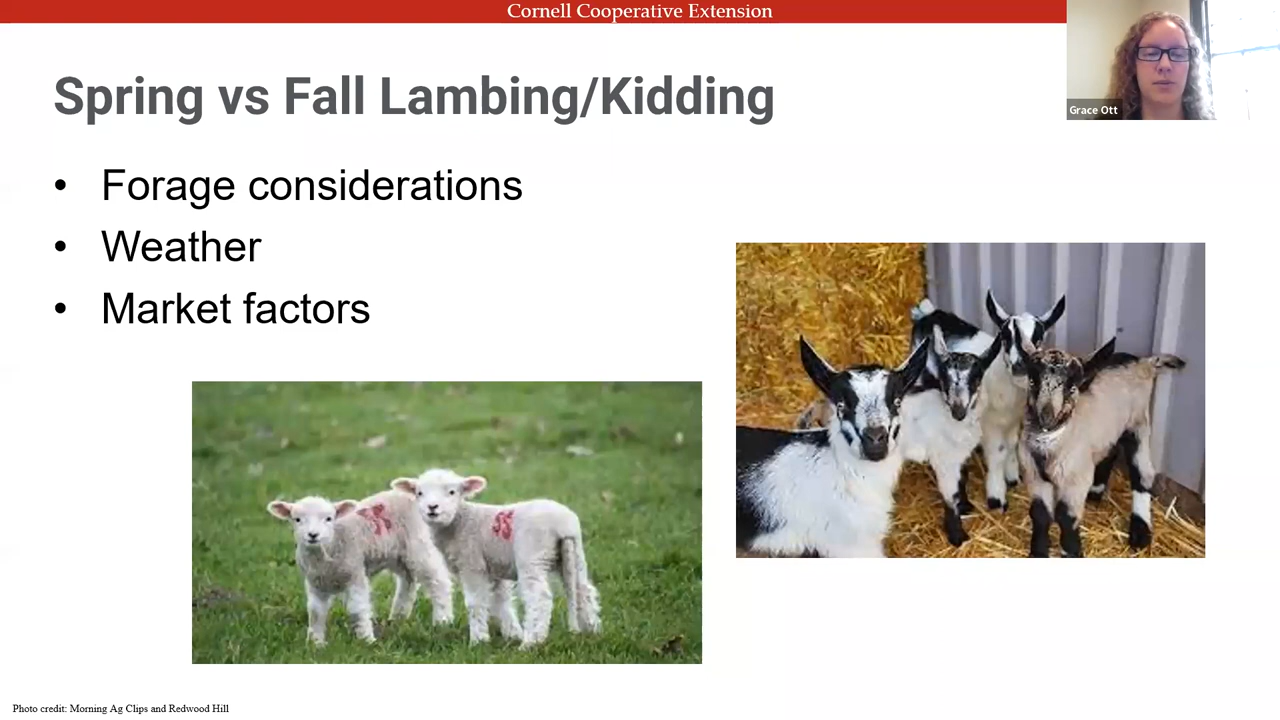 Cornell Cooperative Extension
Grace Ott
Spring vs Fall Lambing/Kidding
• Forage considerations
• Weather
• Market factors
Photo credit: Morning Ag Clips and Redwood Hill